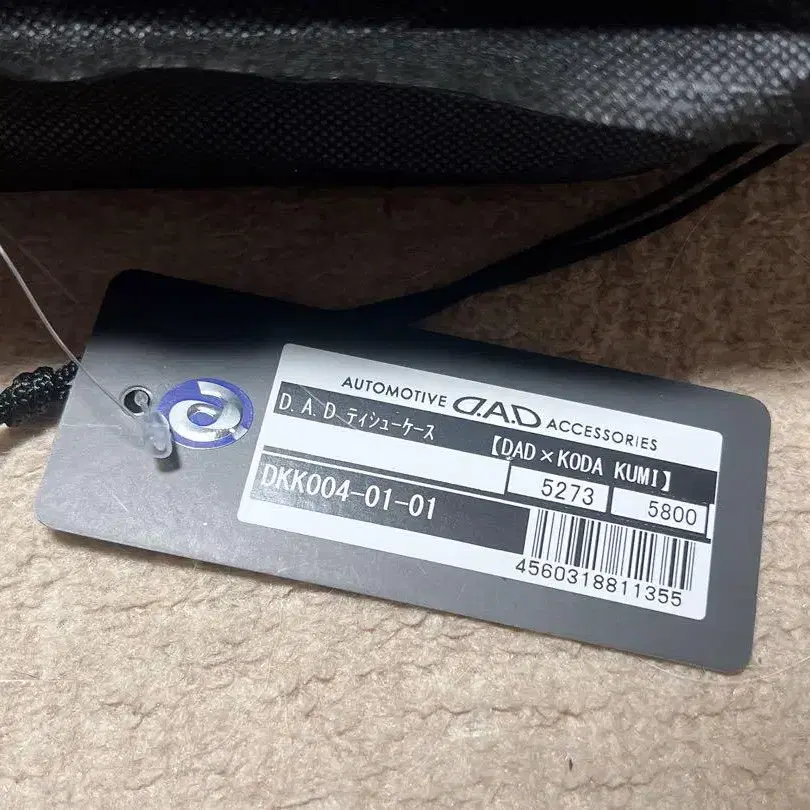 AUTOMOTIVE D.A.D ACCESSORIES
D.A.D ティシューケース
【DAD×KODA KUMI】
5273 5800
DKK004-01-01
4560318811355